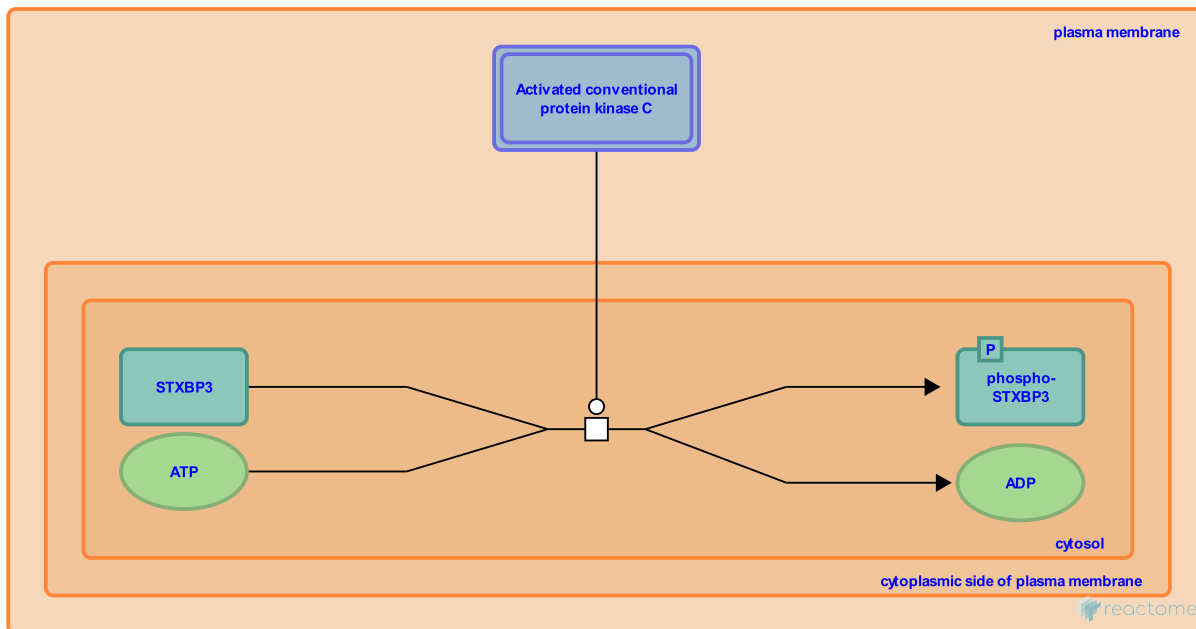 plasma membrane
Activated conventional
protein kinase C
STXBP3
ATP
P
phospho-
STXBP3
ADP
cytosol
cytoplasmic side of plasma membrane
reactome